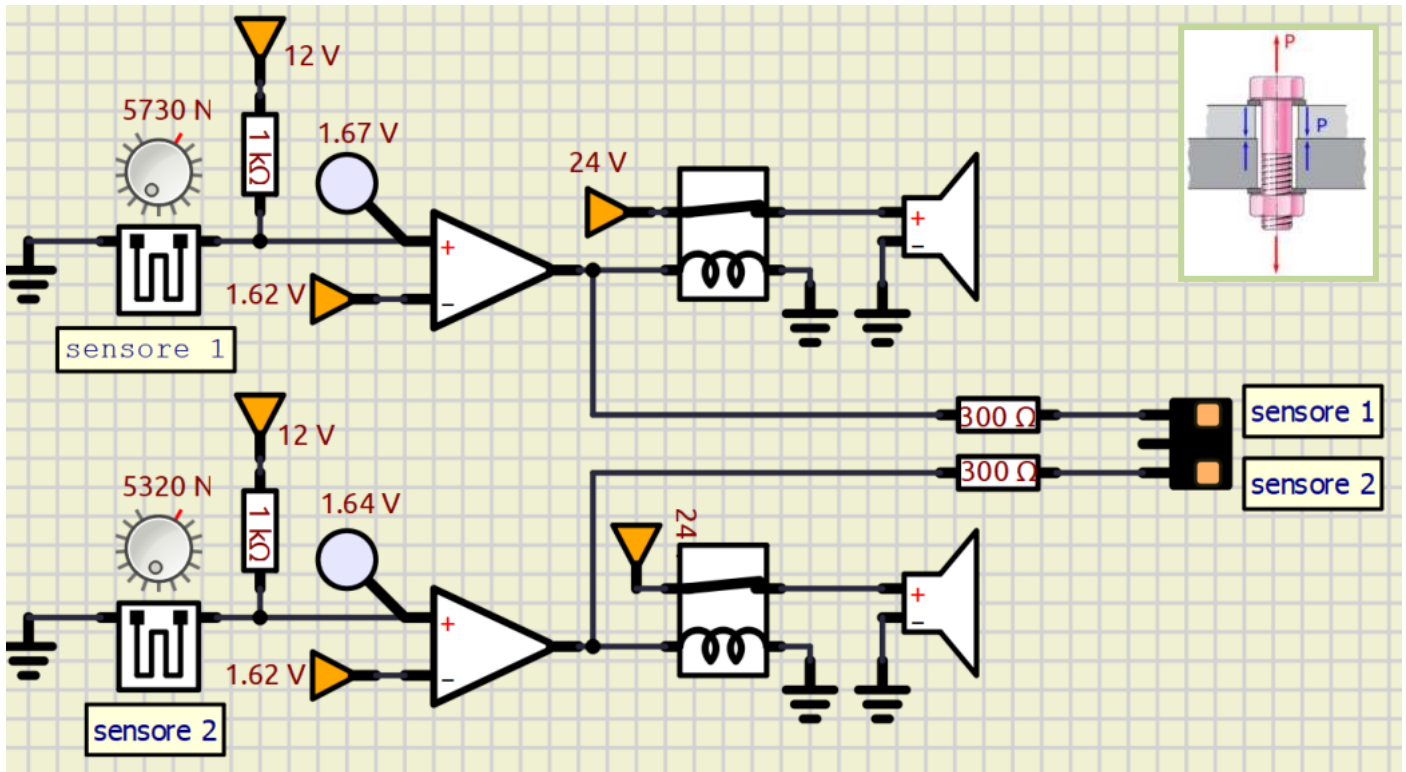 12 V
5730 N
1 kΩ
1.67 V
24 V
P
P
+
+
−
1.62 V
−
sensore 1
300 Ω
sensore 1
12 V
300 Ω
sensore 2
5320 N
1 kΩ
1.64 V
24
+
+
−
1.62 V
−
sensore 2